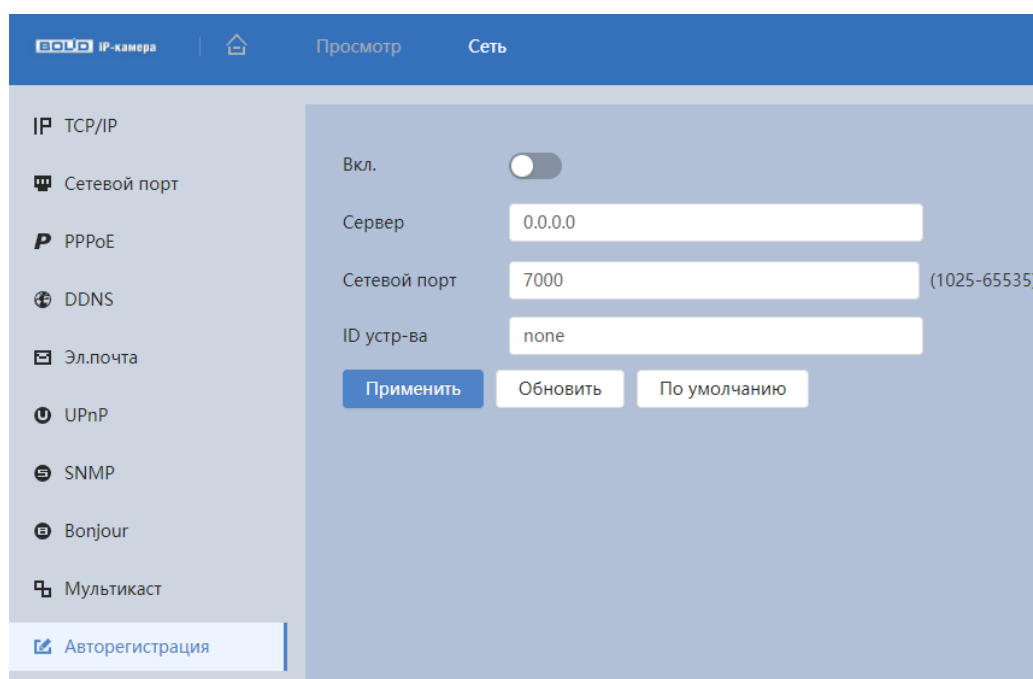 BOLID IP-камера Просмотр Сеть
TCP/IP
Сетевой порт
PPPoE
DDNS
Эл.почта
UPnP
SNMP
Bonjour
Мультикаст
Авторегистрация
Вкл.
Сервер 0.0.0.0
Сетевой порт 7000 (1025-65535)
ID устр-ва none
Применить Обновить По умолчанию